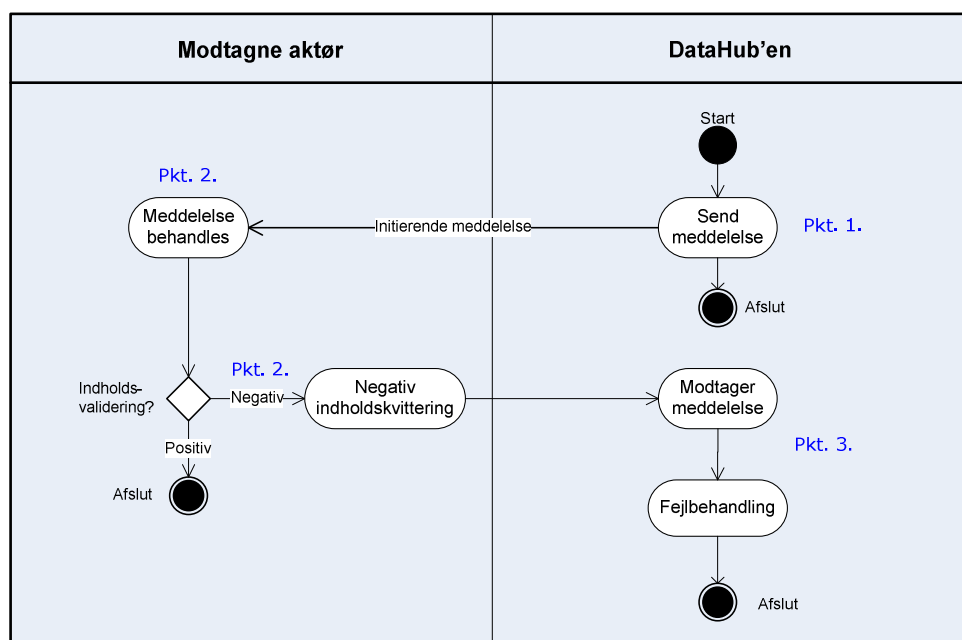 Modtagne aktør
DataHub'en
Start
Pkt. 2.
Meddelelse
behandles
Initierende meddelelse
Send
meddelelse
Pkt. 1.
Afslut
Pkt. 2.
Indholds-
validering?
Negativ
Negativ
indholdskvittering
Modtager
meddelelse
Positiv
Pkt. 3.
Afslut
Fejlbehandling
Afslut